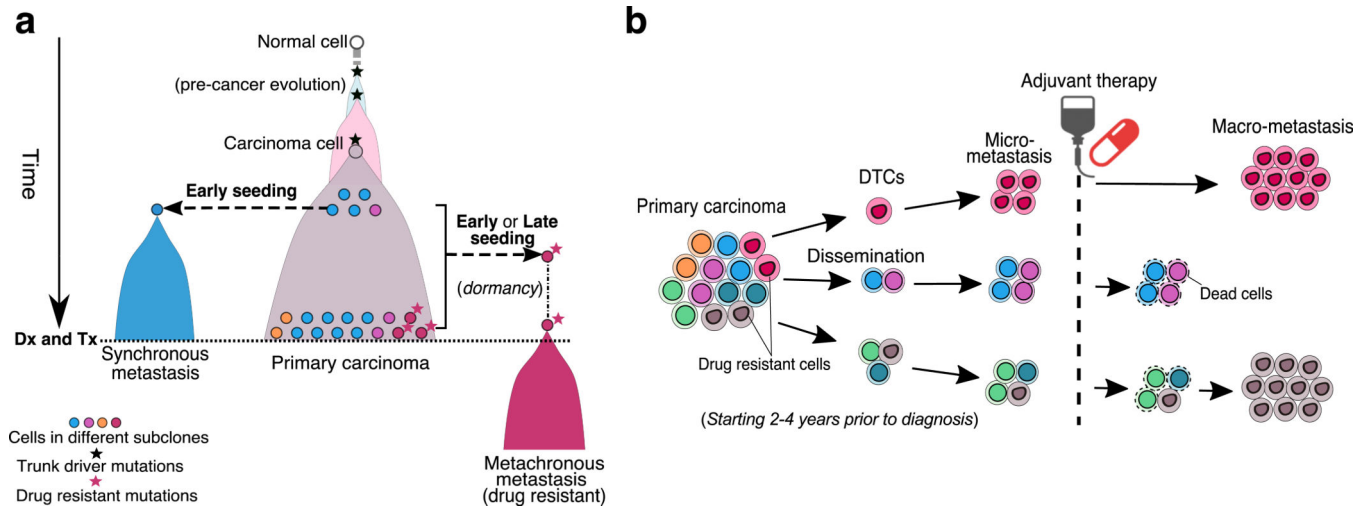 a
Normal cell
(pre-cancer evolution)
Carcinoma cell
Time
Early seeding
Early or Late
seeding
(dormancy)
Dx and Tx
Synchronous
metastasis
Primary carcinoma
Cells in different subclones
Trunk driver mutations
Drug resistant mutations
Metachronous
metastasis
(drug resistant)
b
Adjuvant therapy
Micro-
metastasis
Macro-metastasis
DTCs
Primary carcinoma
Dissemination
Dead cells
Drug resistant cells
(Starting 2-4 years prior to diagnosis)